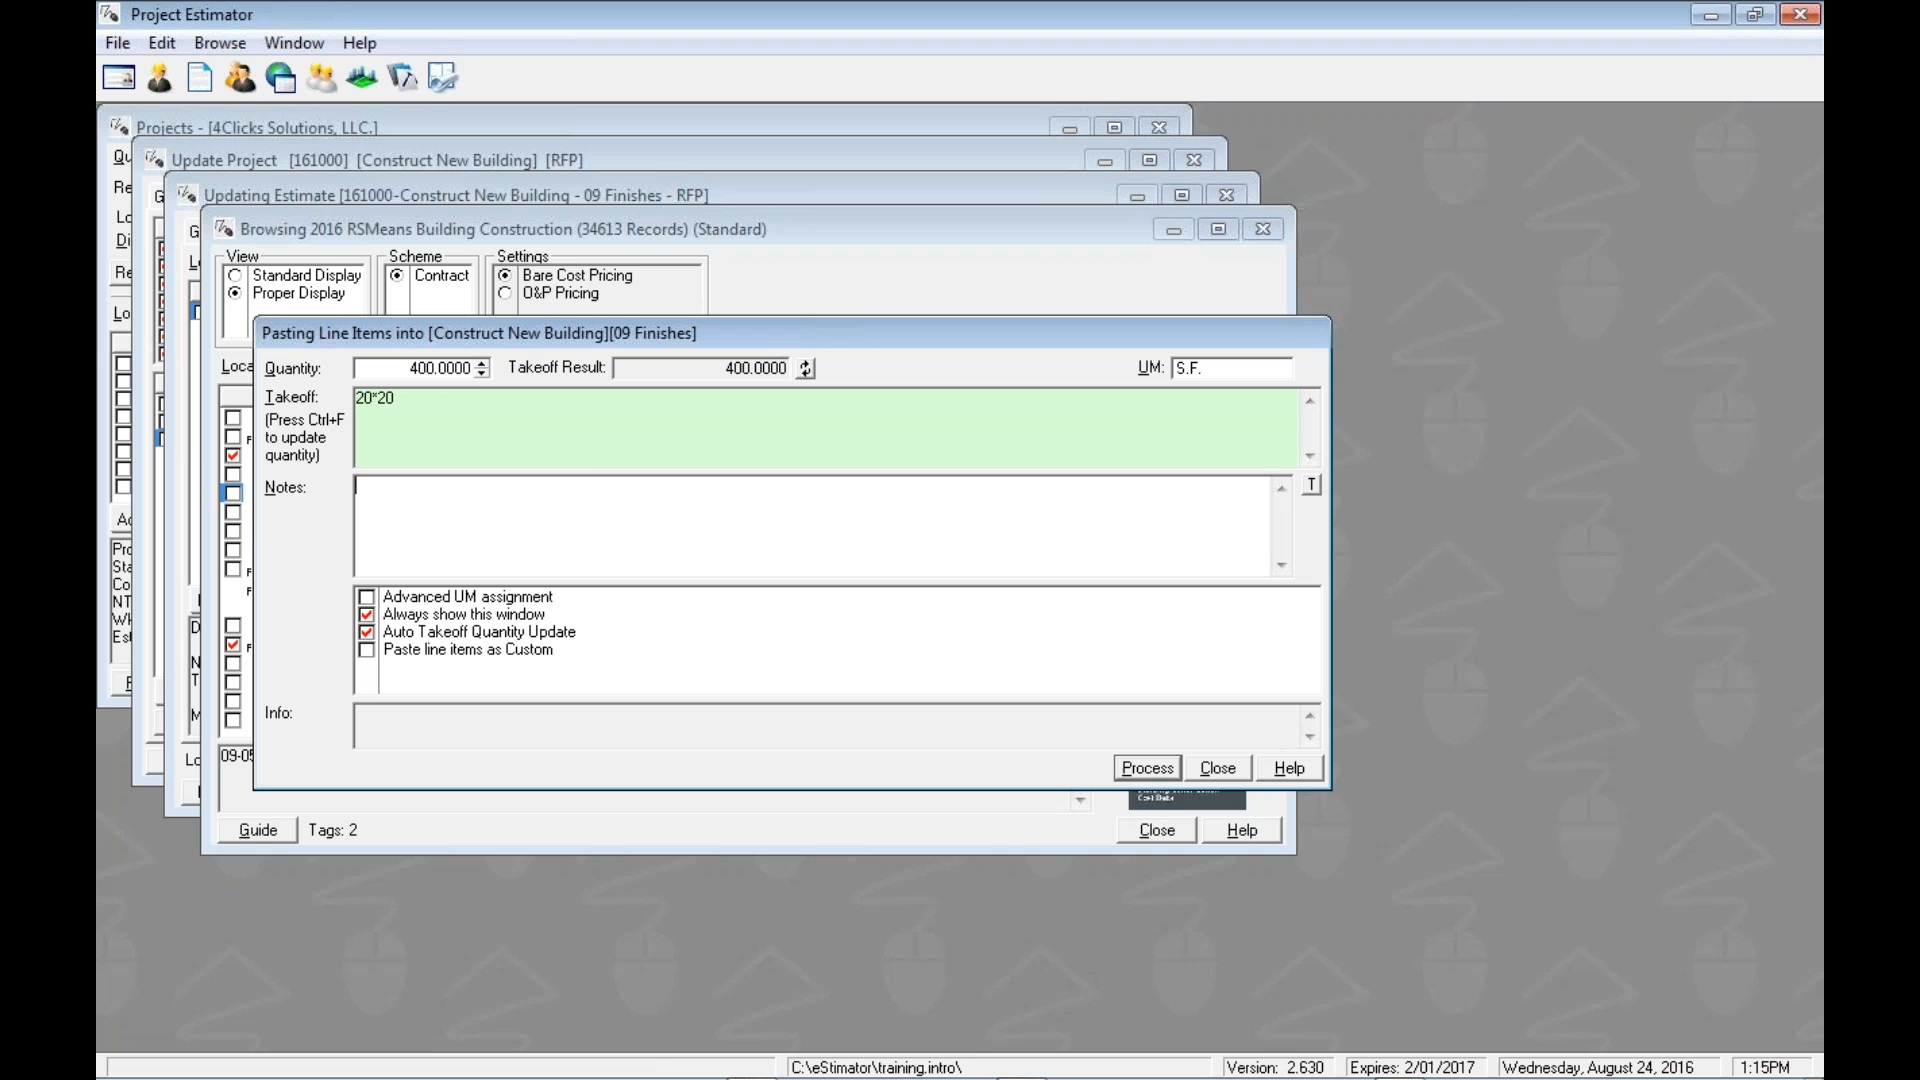 Project Estimator
File Edit Browse Window Help
Projects - [4Clicks Solutions, LLC.]
Update Project [161000] [Construct New Building] [RFP]
Updating Estimate [161000-Construct New Building - 09 Finishes - RFP]
Browsing 2016 RSMeans Building Construction (34613 Records) (Standard)
View Scheme Settings
Standard Display Contract Bare Cost Pricing
Proper Display O&P Pricing
Pasting Line Items into [Construct New Building][09 Finishes]
Quantity: 400.0000 Takeoff Result: 400.0000 UM: S.F.
Takeoff: 20*20
(Press Ctrl+F
to update
quantity)
Notes: T
Advanced UM assignment
Always show this window
Auto Takeoff Quantity Update
Paste line items as Custom
Info:
Process Close Help
Guide Tags: 2 Close Help
C:\eStimator\training.intro\ Version: 2.630 Expires: 2/01/2017 Wednesday, August 24, 2016 1:15PM